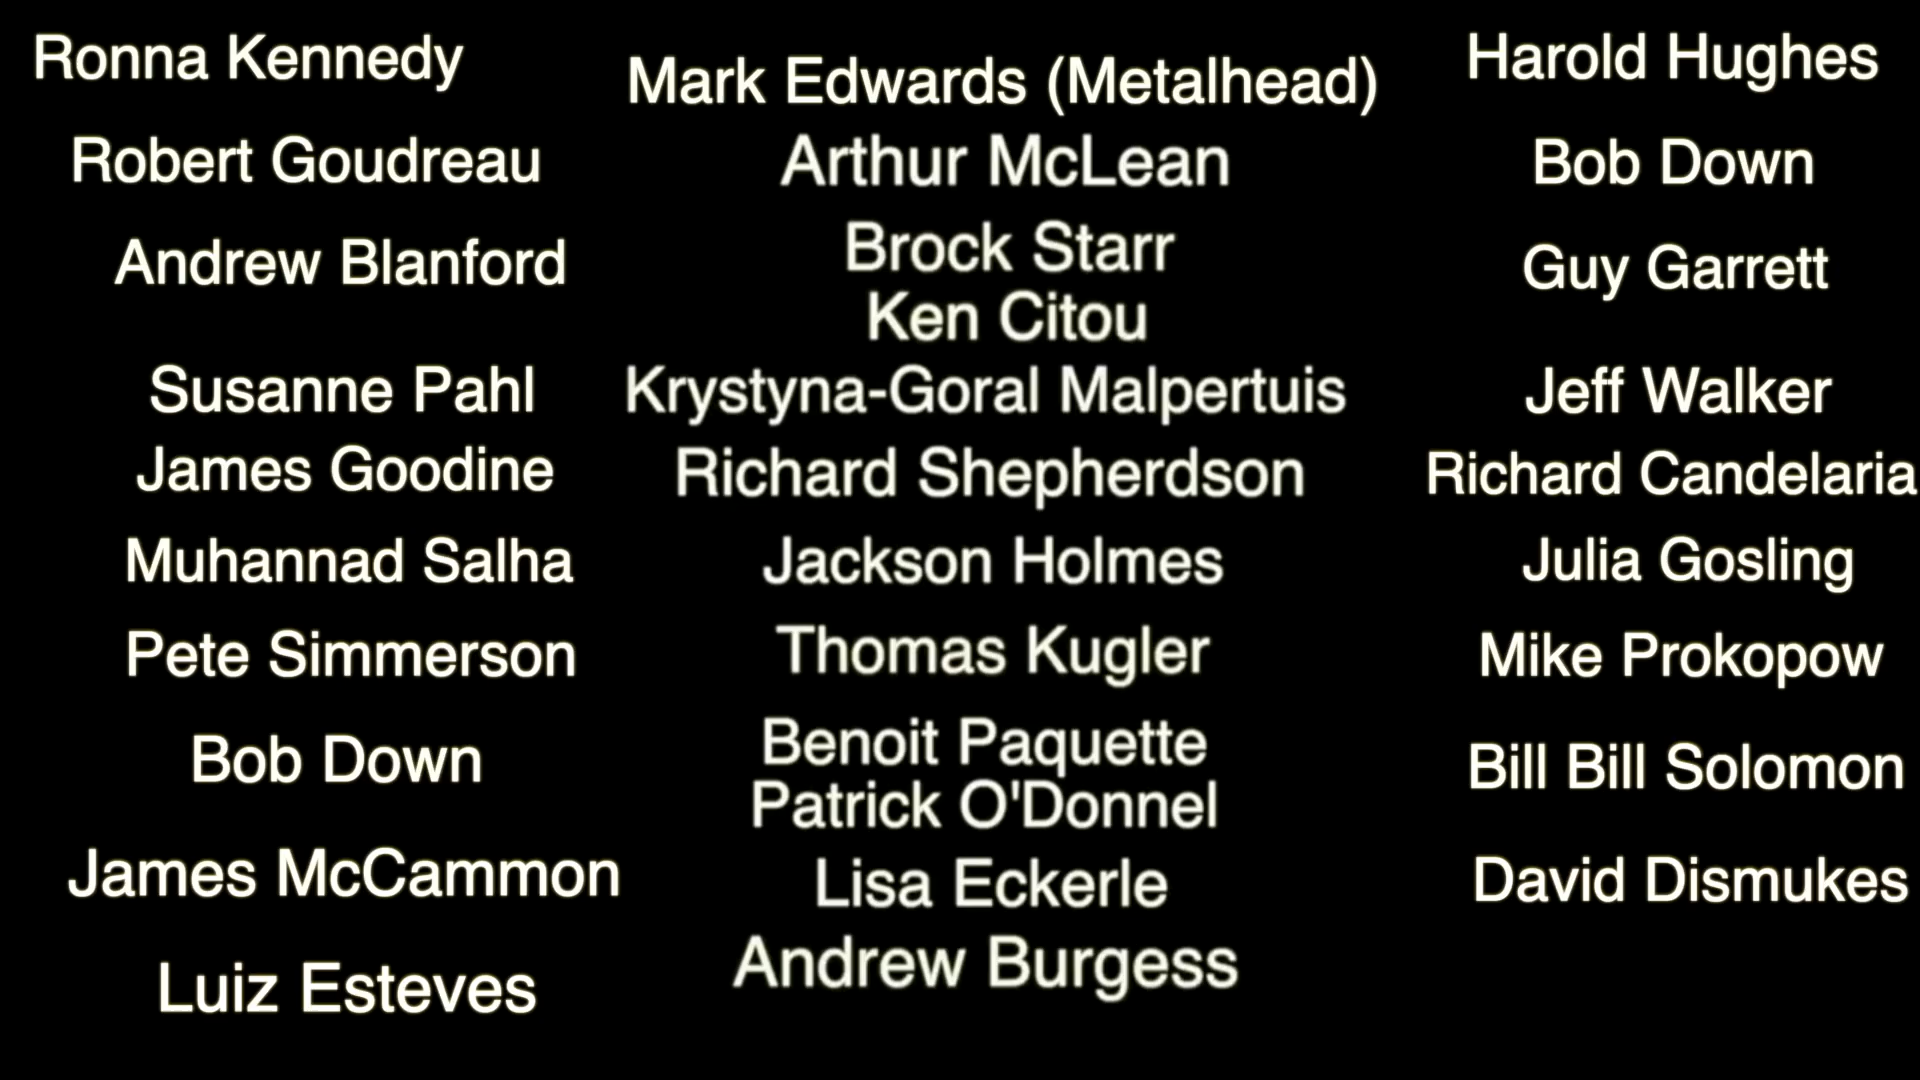 Ronna Kennedy
Robert Goudreau
Andrew Blanford
Susanne Pahl
James Goodine
Muhannad Salha
Pete Simmerson
Bob Down
James McCammon
Luiz Esteves
Mark Edwards (Metalhead)
Arthur McLean
Brock Starr
Ken Citou
Krystyna-Goral Malpertuis
Richard Shepherdson
Jackson Holmes
Thomas Kugler
Benoit Paquette
Patrick O'Donnel
Lisa Eckerle
Andrew Burgess
Harold Hughes
Bob Down
Guy Garrett
Jeff Walker
Richard Candelaria
Julia Gosling
Mike Prokopow
Bill Bill Solomon
David Dismukes